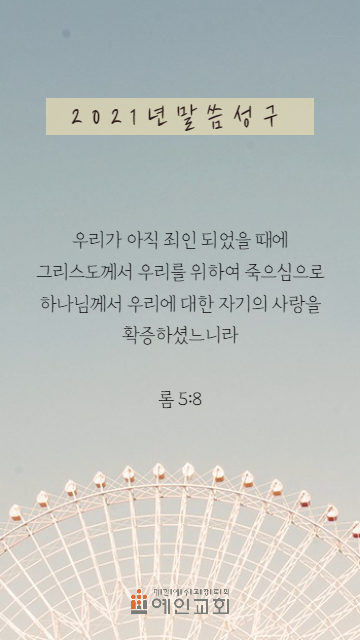 2021년말씀성구
우리가 아직 죄인 되었을 때에
그리스도께서 우리를 위하여 죽으심으로
하나님께서 우리에 대한 자기의 사랑을
확증하셨느니라
롬 5:8
예인교회